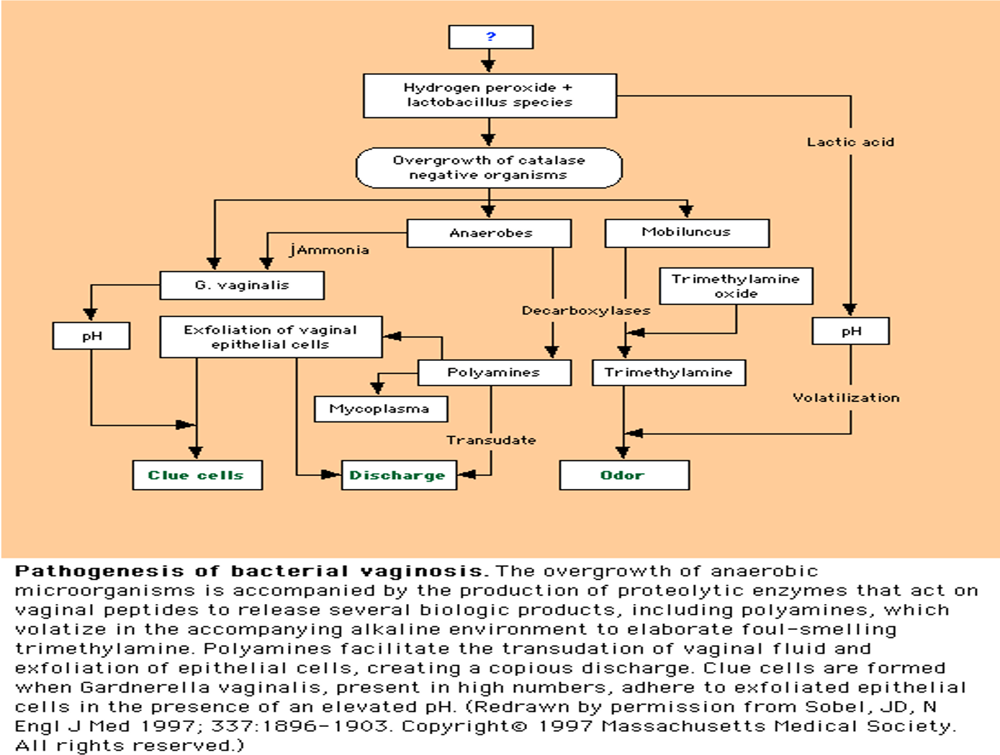 ?
Hydrogen peroxide +
lactobacillus species
Lactic acid
Overgrowth of catalase
negative organisms
Anaerobes
Mobiluncus
jAmmonia
G. vaginalis
Trimethylamine
oxide
Decarboxylases
pH
Exfoliation of vaginal
epithelial cells
pH
Polyamines
Trimethylamine
Mycoplasma
Volatilization
Transudate
Clue cells
Discharge
Odor
Pathogenesis of bacterial vaginosis. The overgrowth of anaerobic
microorganisms is accompanied by the production of proteolytic enzymes that act on
vaginal peptides to release several biologic products, including polyamines, which
volatize in the accompanying alkaline environment to elaborate foul-smelling
trimethylamine. Polyamines facilitate the transudation of vaginal fluid and
exfoliation of epithelial cells, creating a copious discharge. Clue cells are formed
when Gardnerella vaginalis, present in high numbers, adhere to exfoliated epithelial
cells in the presence of an elevated pH. (Redrawn by permission from Sobel, JD, N
Engl J Med 1997; 337:1896-1903. Copyright© 1997 Massachusetts Medical Society.
All rights reserved.)